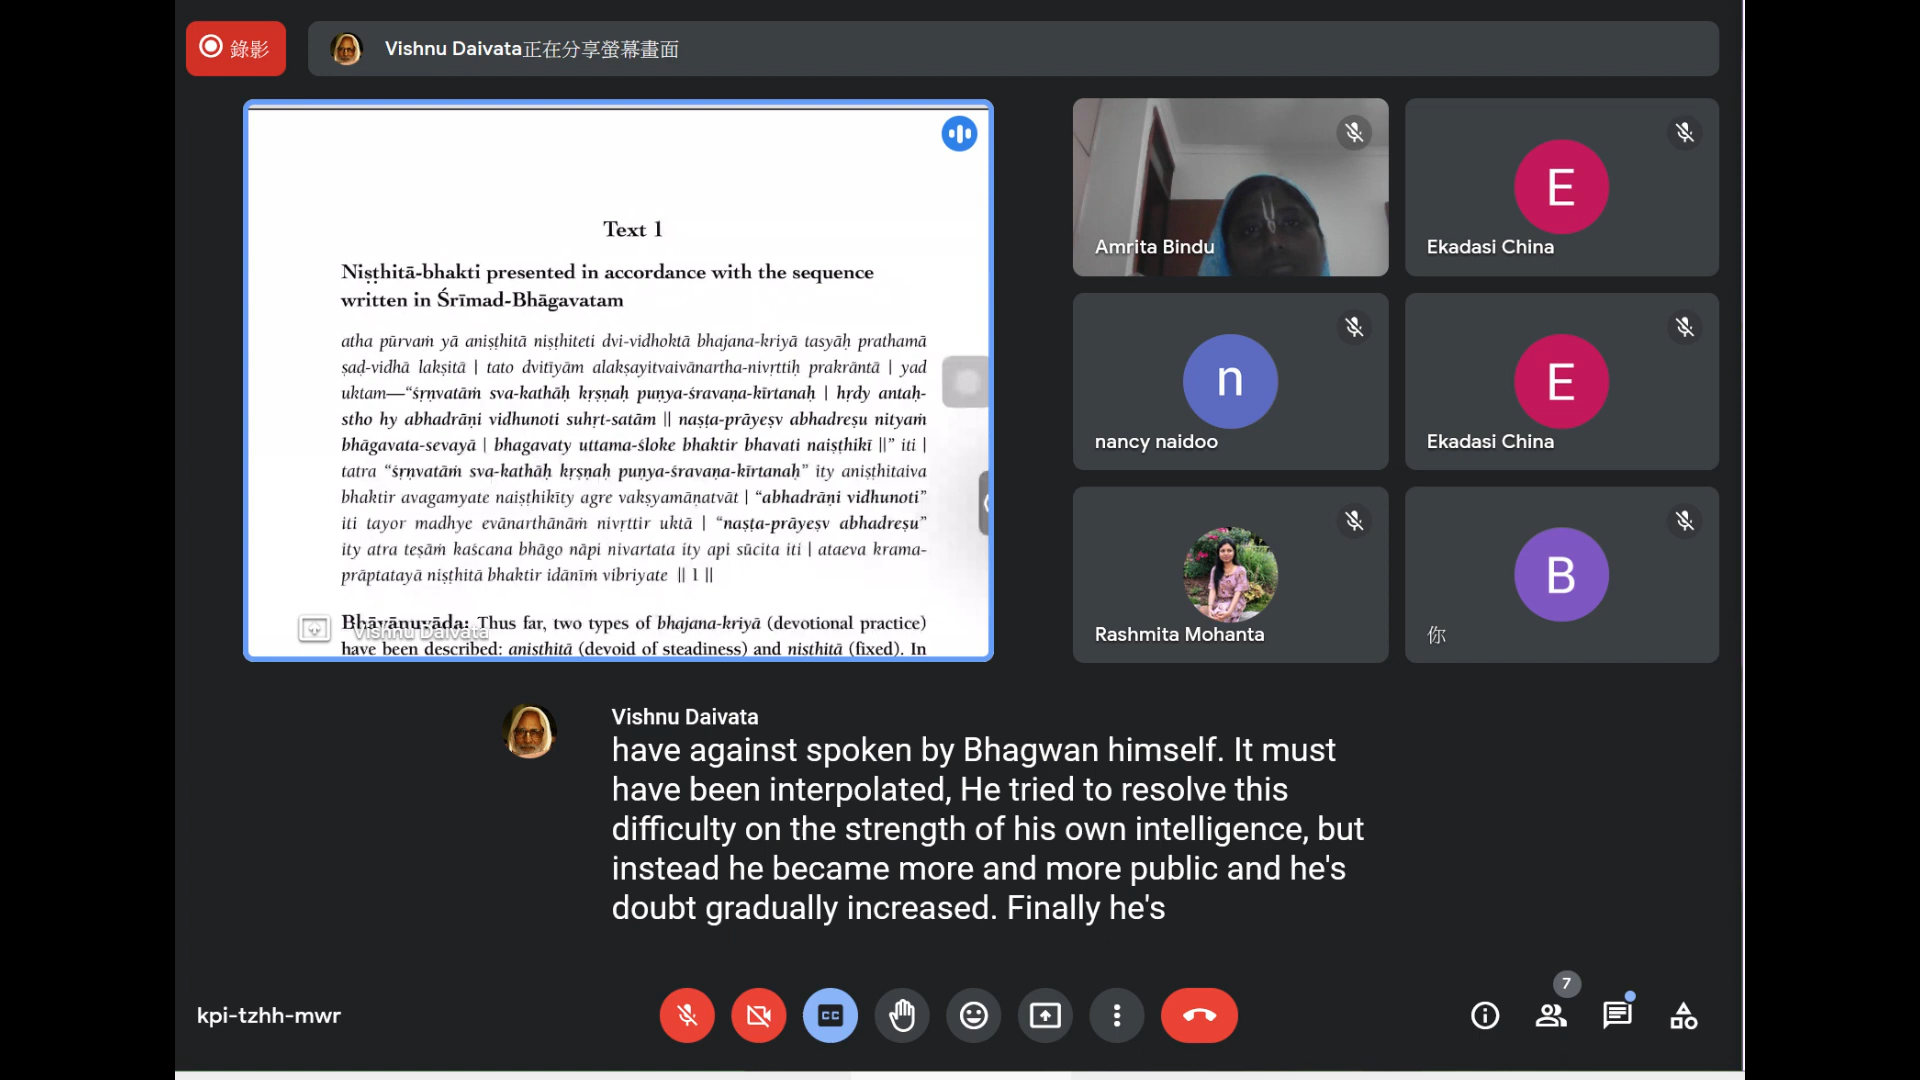 錄影
Vishnu Daivata正在分享螢幕畫面
Text 1
Niṣṭhitā-bhakti presented in accordance with the sequence
written in Śrīmad-Bhāgavatam
atha pūrvaṁ yā aniṣṭhitā niṣṭhiteti dvi-vidhoktā bhajana-kriyā tasyāḥ prathamā
ṣaḍ-vidhā lakṣitā | tato dvitīyām alakṣayitvaivānartha-nivṛttiḥ prakrāntā | yad
uktam—“śṛṇvatāṁ sva-kathāḥ kṛṣṇaḥ puṇya-śravaṇa-kīrtanaḥ | hṛdy antaḥ-
stho hy abhadrāṇi vidhunoti suhṛt-satām || naṣṭa-prāyeṣv abhadreṣu nityaṁ
bhāgavata-sevayā | bhagavaty uttama-śloke bhaktir bhavati naiṣṭhikī ||” iti |
tatra “śṛṇvatāṁ sva-kathāḥ kṛṣṇaḥ puṇya-śravaṇa-kīrtanaḥ” ity aniṣṭhitaiva
bhaktir avagamyate naiṣṭhikīty agre vakṣyamāṇatvāt | “abhadrāṇi vidhunoti”
iti tayor madhye evānarthānāṁ nivṛttir uktā | “naṣṭa-prāyeṣv abhadreṣu”
ity atra teṣāṁ kaścana bhāgo nāpi nivartata ity api sūcita iti | ataeva krama-
prāptatayā niṣṭhitā bhaktir idānīṁ vibriyate || 1 ||
Bhāvānuvāda: Thus far, two types of bhajana-kriyā (devotional practice)
Vishnu Daivata
have been described: aniṣṭhitā (devoid of steadiness) and niṣṭhitā (fixed). In
Amrita Bindu
E
Ekadasi China
n
nancy naidoo
E
Ekadasi China
Rashmita Mohanta
B
你
Vishnu Daivata
have against spoken by Bhagwan himself. It must
have been interpolated, He tried to resolve this
difficulty on the strength of his own intelligence, but
instead he became more and more public and he's
doubt gradually increased. Finally he's
kpi-tzhh-mwr
CC
7